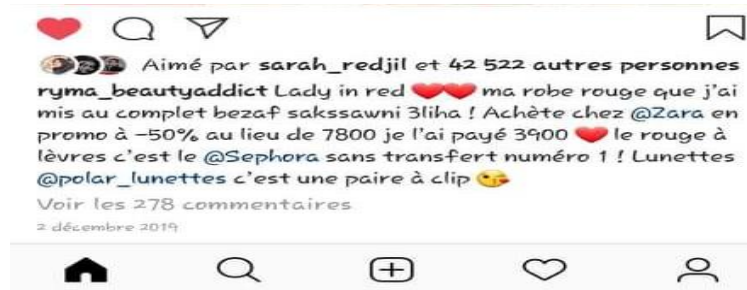 Aimé par sarah_redjil et 42 522 autres personnes
ryma_beautyaddict Lady in red ❤️❤️ ma robe rouge que j'ai
mis au complet bezaf sakssawni 3liha ! Achète chez @Zara en
promo à -50% au lieu de 7800 je l'ai payé 3900 ❤️ le rouge à
lèvres c'est le @Sephora sans transfert numéro 1 ! Lunettes
@polar_lunettes c'est une paire à clip 😘
Voir les 278 commentaires
2 décembre 2019